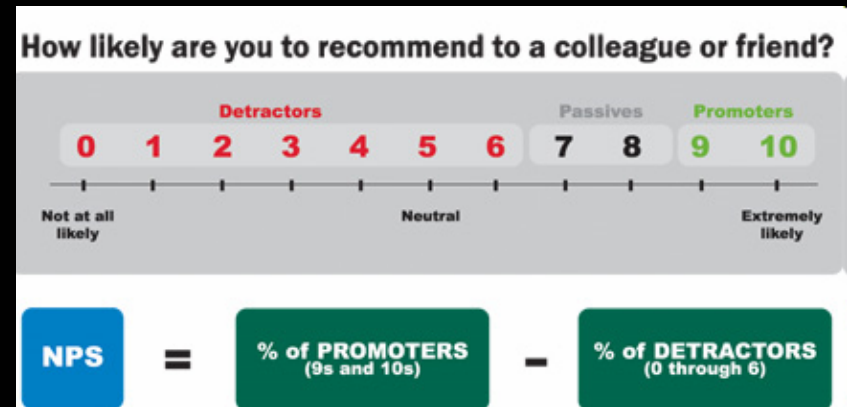 How likely are you to recommend to a colleague or friend?
Detractors Passives Promoters
0 1 2 3 4 5 6 7 8 9 10
Not at all Neutral Extremely
likely likely
NPS = % of PROMOTERS - % of DETRACTORS
(9s and 10s) (0 through 6)